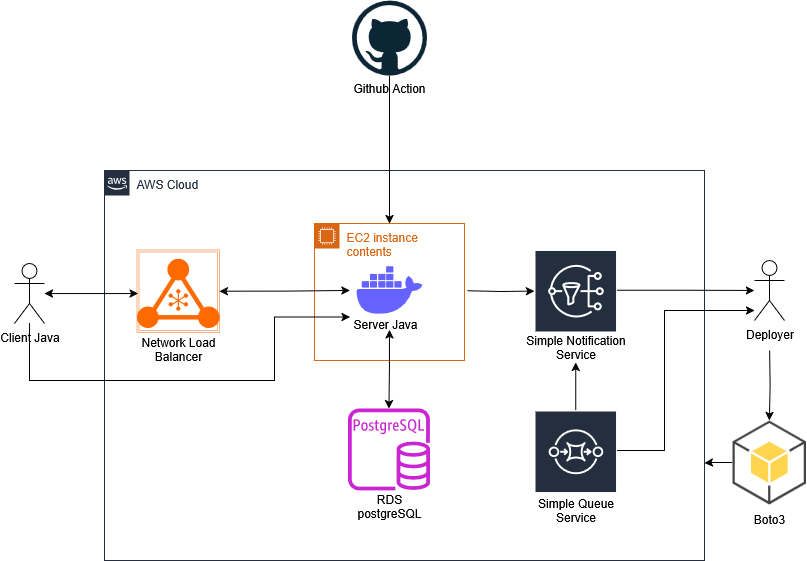 Github Action
aws
AWS Cloud
EC2 instance
contents
Server Java
Client Java
Network Load
Balancer
Simple Notification
Service
Deployer
PostgreSQL
RDS
postgreSQL
Simple Queue
Service
Boto3